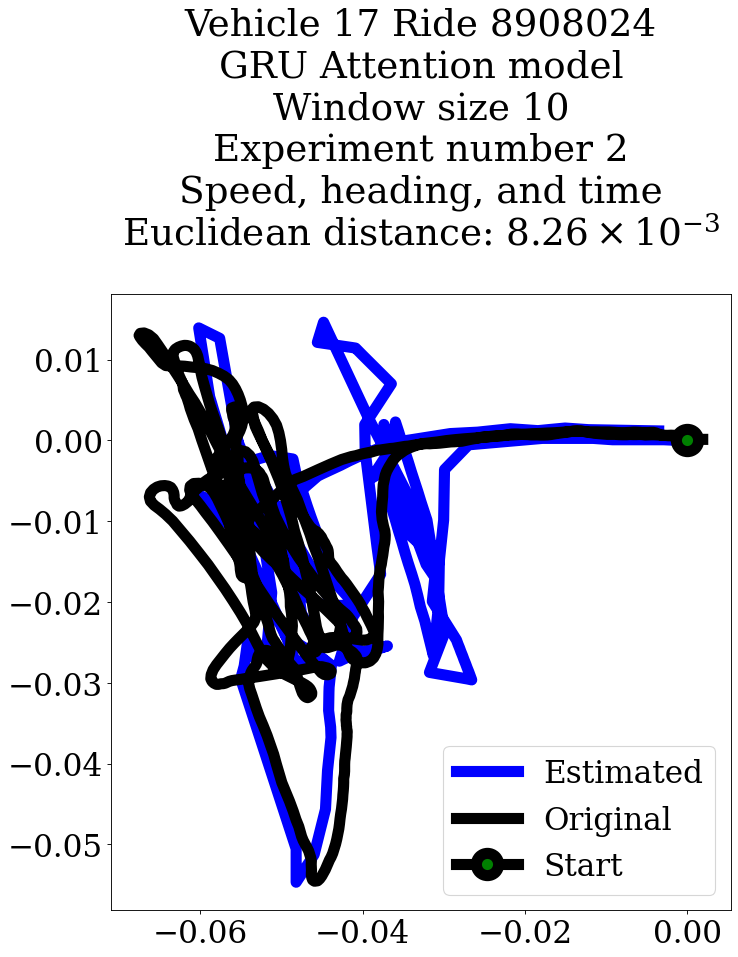 Vehicle 17 Ride 8908024
GRU Attention model
Window size 10
Experiment number 2
Speed, heading, and time
Euclidean distance: 8.26 × 10⁻³
0.01
0.00
−0.01
−0.02
−0.03
−0.04
−0.05
Estimated
Original
Start
−0.06 −0.04 −0.02 0.00